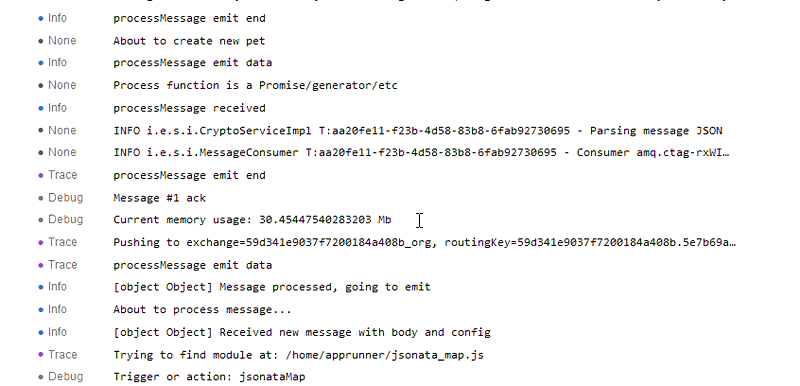 Info processMessage emit end
None About to create new pet
Info processMessage emit data
None Process function is a Promise/generator/etc
Info processMessage received
None INFO i.e.s.i.CryptoServiceImpl T:aa20fe11-f23b-4d58-83b8-6fab92730695 - Parsing message JSON
None INFO i.e.s.i.MessageConsumer T:aa20fe11-f23b-4d58-83b8-6fab92730695 - Consumer amq.ctag-rxWI…
Trace processMessage emit end
Debug Message #1 ack
Debug Current memory usage: 30.45447540283203 Mb
Trace Pushing to exchange=59d341e9037f7200184a408b_org, routingKey=59d341e9037f7200184a408b.5e7b69a…
Trace processMessage emit data
Info [object Object] Message processed, going to emit
Info About to process message...
Info [object Object] Received new message with body and config
Trace Trying to find module at: /home/apprunner/jsonata_map.js
Debug Trigger or action: jsonataMap